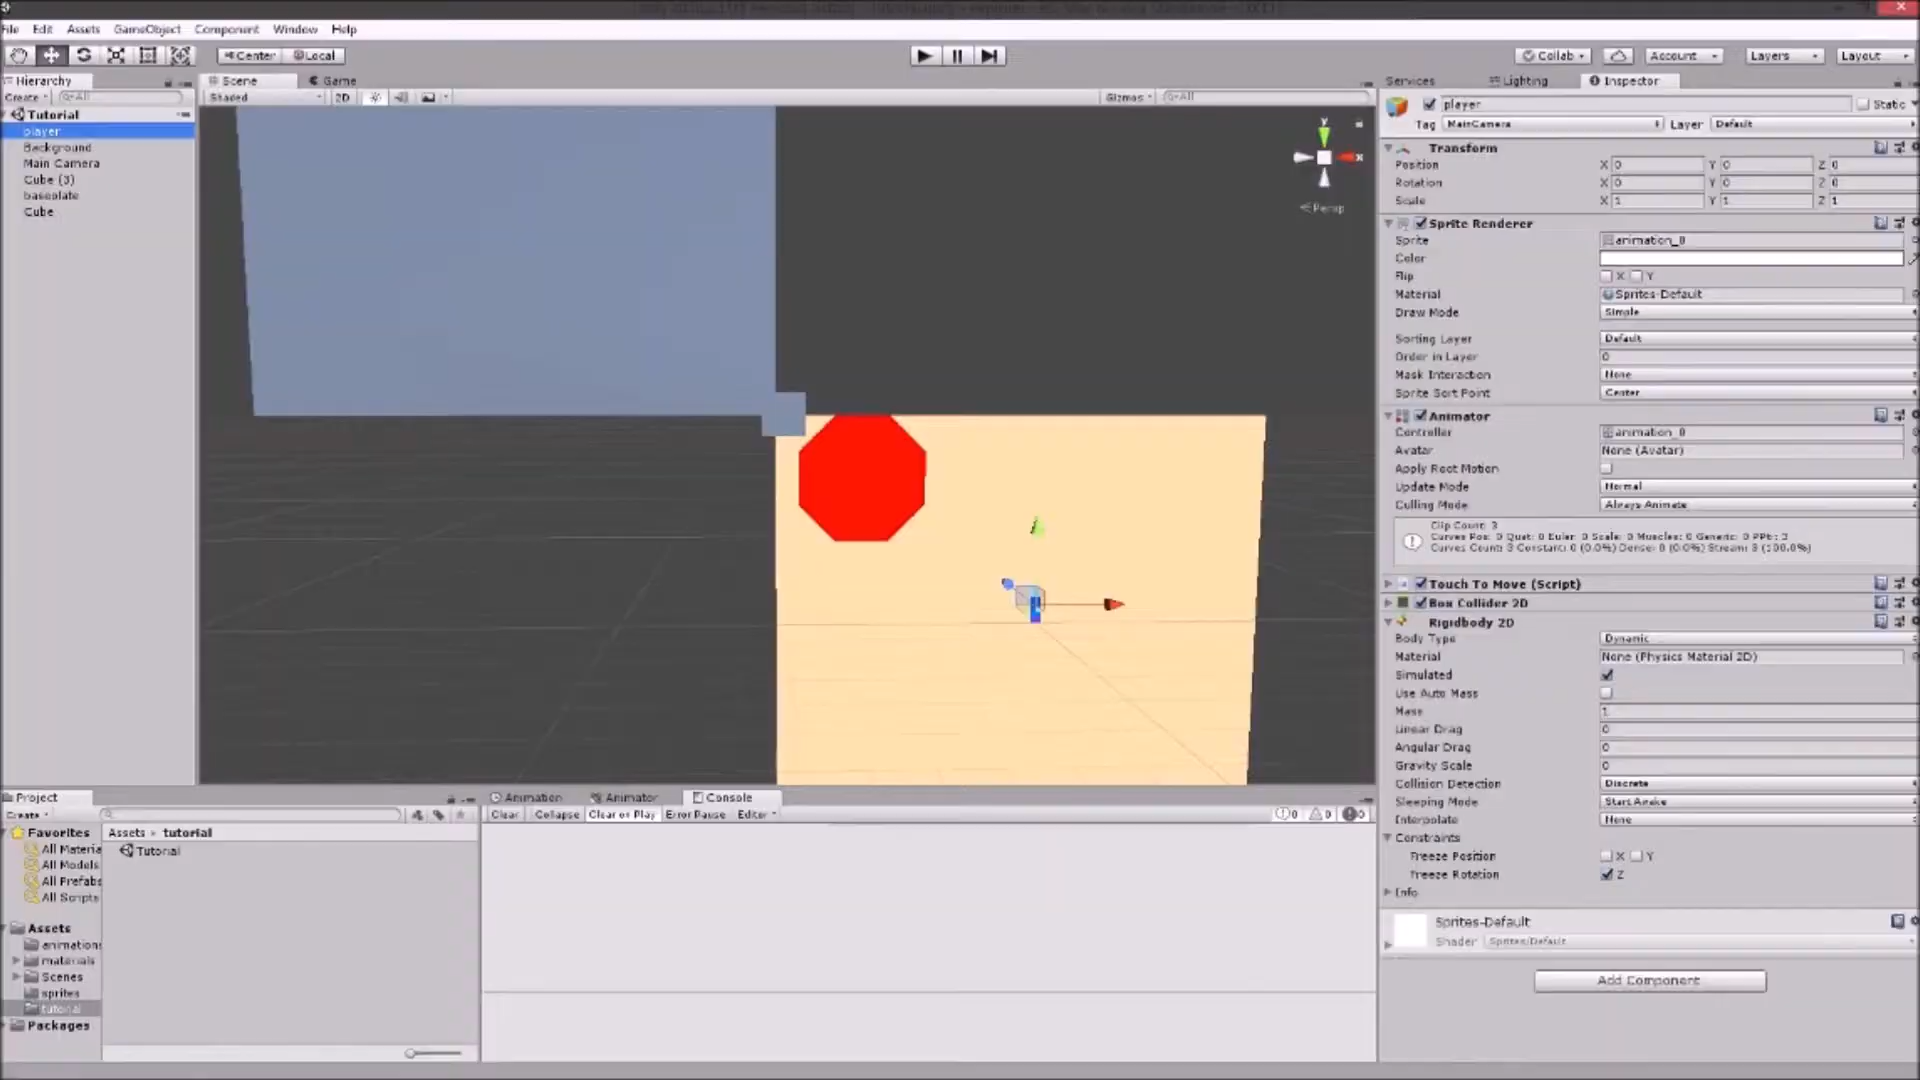 File Edit Assets GameObject Component Window Help
Center Local
Collab Account Layers Layout
Hierarchy
Create All
Tutorial
player
Background
Main Camera
Cube (3)
baseplate
Cube
Scene Game
Shaded 2D Gizmos All
y
x
Persp
Services Lighting Inspector
player Static
Tag MainCamera Layer Default
Transform
Position X 0 Y 0 Z 0
Rotation X 0 Y 0 Z 0
Scale X 1 Y 1 Z 1
Sprite Renderer
Sprite animation_0
Color
Flip X Y
Material Sprites-Default
Draw Mode Simple
Sorting Layer Default
Order in Layer 0
Mask Interaction None
Sprite Sort Point Center
Animator
Controller animation_0
Avatar None (Avatar)
Apply Root Motion
Update Mode Normal
Culling Mode Always Animate
Clip Count: 3
Curves Pos: 0 Quat: 0 Euler: 0 Scale: 0 Muscles: 0 Generic: 0 PPtr: 3
Curves Count: 3 Constant: 0 (0.0%) Dense: 0 (0.0%) Stream: 3 (100.0%)
Touch To Move (Script)
Box Collider 2D
Rigidbody 2D
Body Type Dynamic
Material None (Physics Material 2D)
Simulated
Use Auto Mass
Mass 1
Linear Drag 0
Angular Drag 0
Gravity Scale 0
Collision Detection Discrete
Sleeping Mode Start Awake
Interpolate None
Constraints
Freeze Position X Y
Freeze Rotation Z
Info
Sprites-Default
Shader Sprites/Default
Add Component
Project
Create
Favorites
All Materia
All Models
All Prefabs
All Scripts
Assets
animations
materials
Scenes
sprites
tutorial
Packages
Assets tutorial
Tutorial
Animation Animator Console
Clear Collapse Clear on Play Error Pause Editor 0 0 0